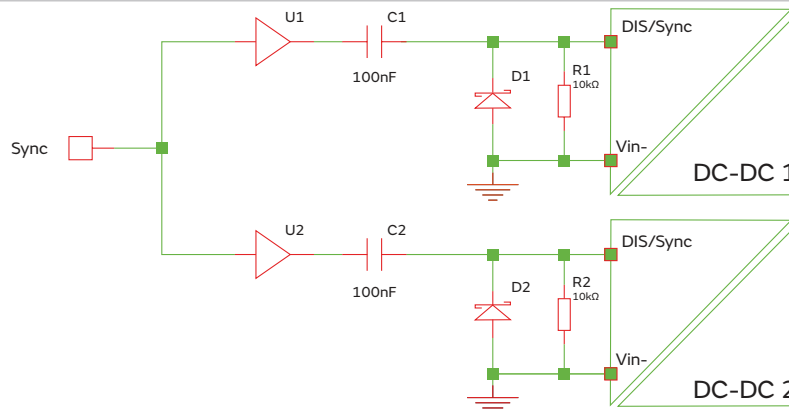 U1
C1
DIS/Sync
100nF
D1
R1
10kΩ
Sync
Vin-
DC-DC 1
U2
C2
DIS/Sync
100nF
D2
R2
10kΩ
Vin-
DC-DC 2